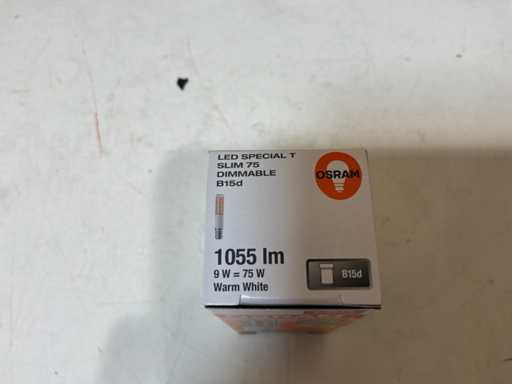 LED SPECIAL T
SLIM 75
DIMMABLE
B15d
OSRAM
1055 lm
9 W = 75 W
Warm White
B15d